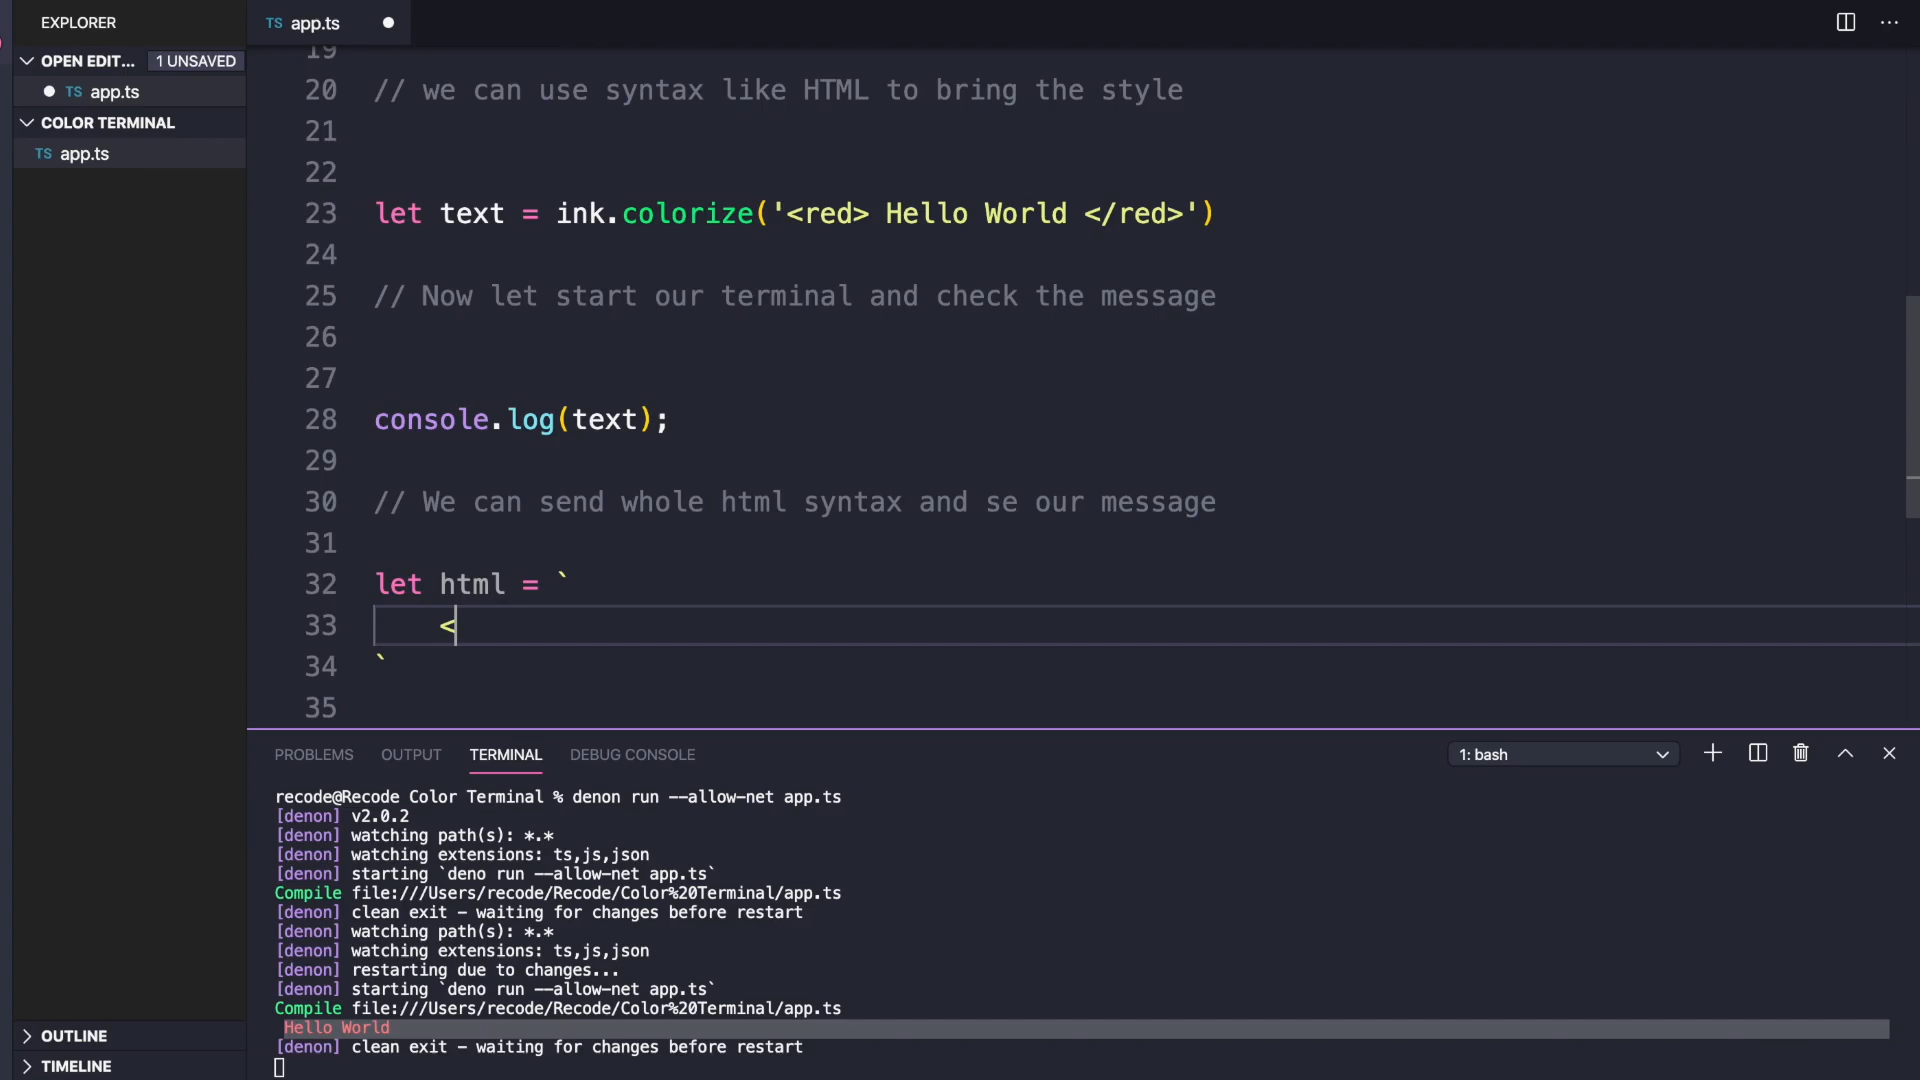 EXPLORER
TS app.ts
OPEN EDIT... 1 UNSAVED
TS app.ts
COLOR TERMINAL
TS app.ts
OUTLINE
TIMELINE
19
20 // we can use syntax like HTML to bring the style
21
22
23 let text = ink.colorize('<red> Hello World </red>')
24
25 // Now let start our terminal and check the message
26
27
28 console.log(text);
29
30 // We can send whole html syntax and se our message
31
32 let html = `
33 <
34 `
35
PROBLEMS OUTPUT TERMINAL DEBUG CONSOLE 1: bash
recode@Recode Color Terminal % denon run --allow-net app.ts
[denon] v2.0.2
[denon] watching path(s): *.*
[denon] watching extensions: ts,js,json
[denon] starting `deno run --allow-net app.ts`
Compile file:///Users/recode/Recode/Color%20Terminal/app.ts
[denon] clean exit - waiting for changes before restart
[denon] watching path(s): *.*
[denon] watching extensions: ts,js,json
[denon] restarting due to changes...
[denon] starting `deno run --allow-net app.ts`
Compile file:///Users/recode/Recode/Color%20Terminal/app.ts
Hello World
[denon] clean exit - waiting for changes before restart